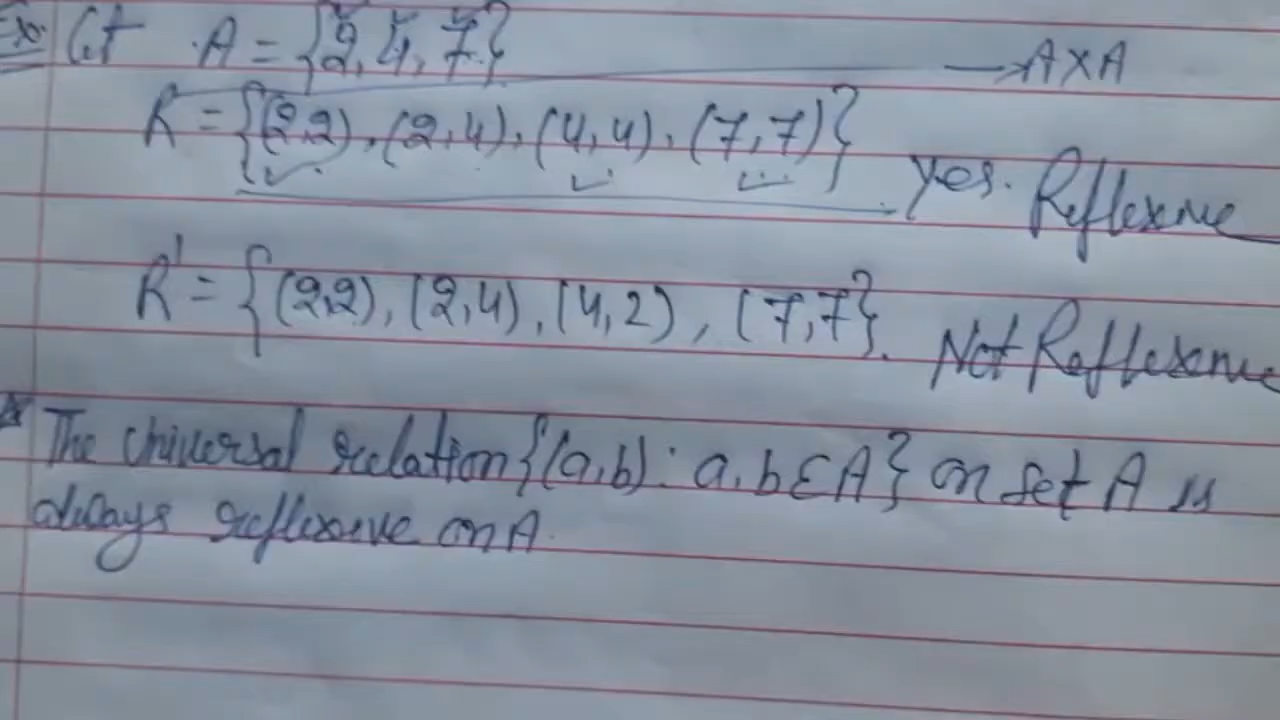 Ex. Let A = {2, 4, 7}
→ A X A
R = {(2,2), (2,4), (4,4), (7,7)} Yes. Reflexive
R' = {(2,2), (2,4), (4,2), (7,7)}. Not Reflexive
The universal relation {(a,b) : a, b ∈ A} on set A is
always reflexive on A.